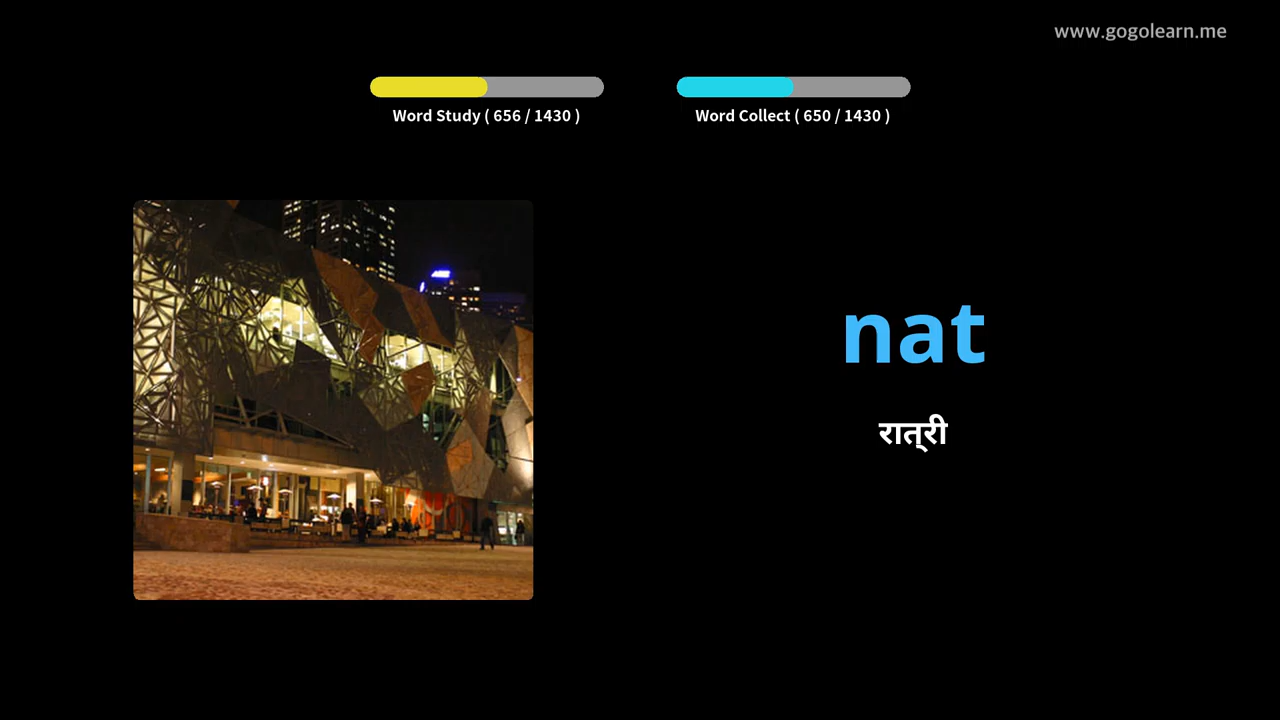 www.gogolearn.me
Word Study ( 656 / 1430 )
Word Collect ( 650 / 1430 )
nat
रात्री